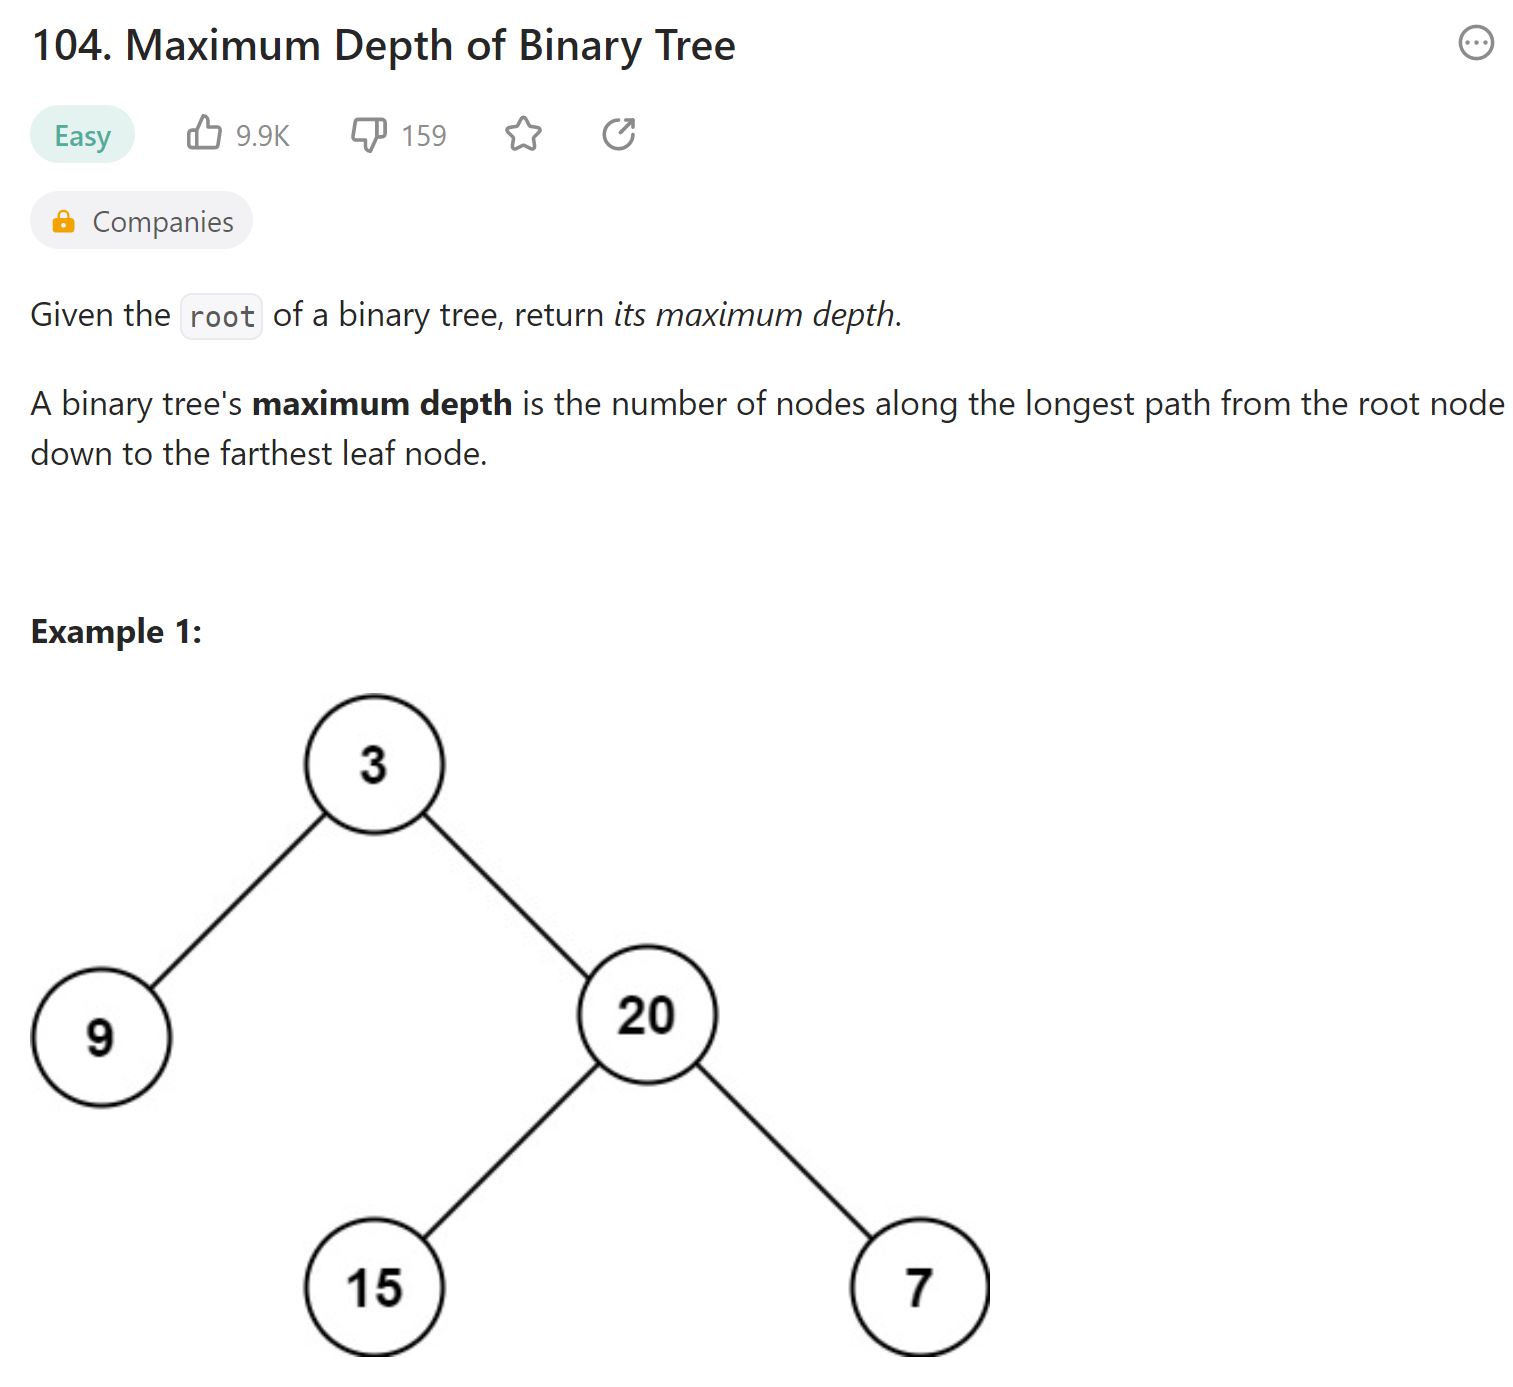 104. Maximum Depth of Binary Tree
Easy 9.9K 159
Companies
Given the root of a binary tree, return its maximum depth.
A binary tree's maximum depth is the number of nodes along the longest path from the root node
down to the farthest leaf node.
Example 1:
3
9 20
15 7